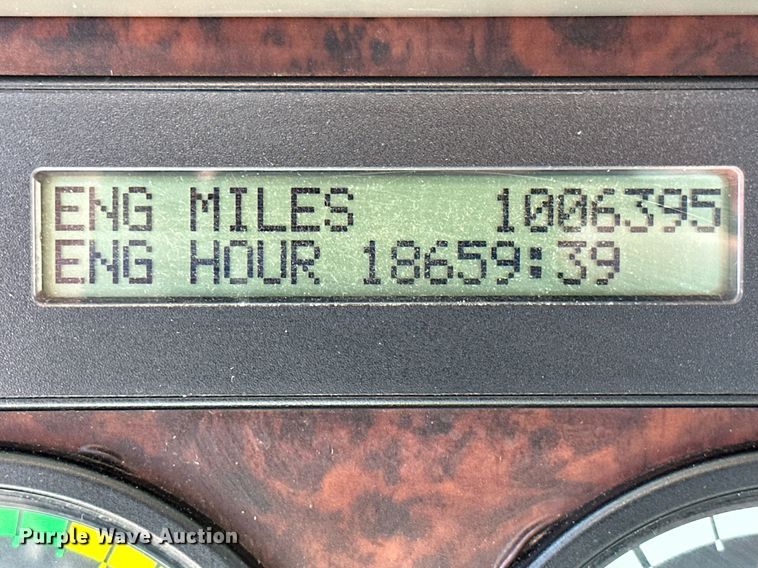 ENG MILES 1006395
ENG HOUR 18659:39
Purple Wave Auction